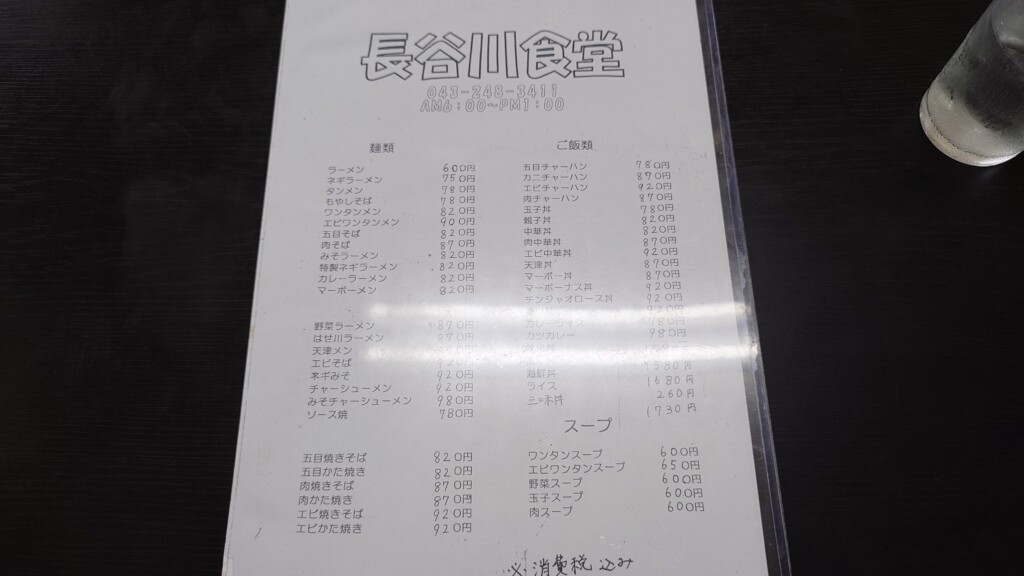 長谷川食堂
043-248-3411
AM6:00~PM1:00
麺類
ラーメン 600円
ネギラーメン 750円
タンメン 780円
もやしそば 780円
ワンタンメン 820円
エビワンタンメン 900円
五目そば 820円
肉そば 870円
みそラーメン 820円
特製ネギラーメン 820円
カレーラーメン 820円
マーボーメン 820円
野菜ラーメン 870円
はせ川ラーメン
天津メン
エビそば 920円
ネギみそ 920円
チャーシューメン 920円
みそチャーシューメン 980円
ソース焼 780円
五目焼きそば 820円
五目かた焼き 820円
肉焼きそば 870円
肉かた焼き 870円
エビ焼きそば 920円
エビかた焼き 920円
ご飯類
五目チャーハン 780円
カニチャーハン 870円
エビチャーハン 920円
肉チャーハン 870円
玉子丼 780円
親子丼 820円
中華丼 820円
肉中華丼 870円
エビ中華丼 920円
天津丼 870円
マーボー丼 870円
マーボーナス丼 920円
チンジャオロース丼 920円
カレーライス 780円
カツカレー 980円
1580円
海鮮丼 1680円
ライス 260円
1730円
スープ
ワンタンスープ 600円
エビワンタンスープ 650円
野菜スープ 600円
玉子スープ 600円
肉スープ 600円
※消費税込み